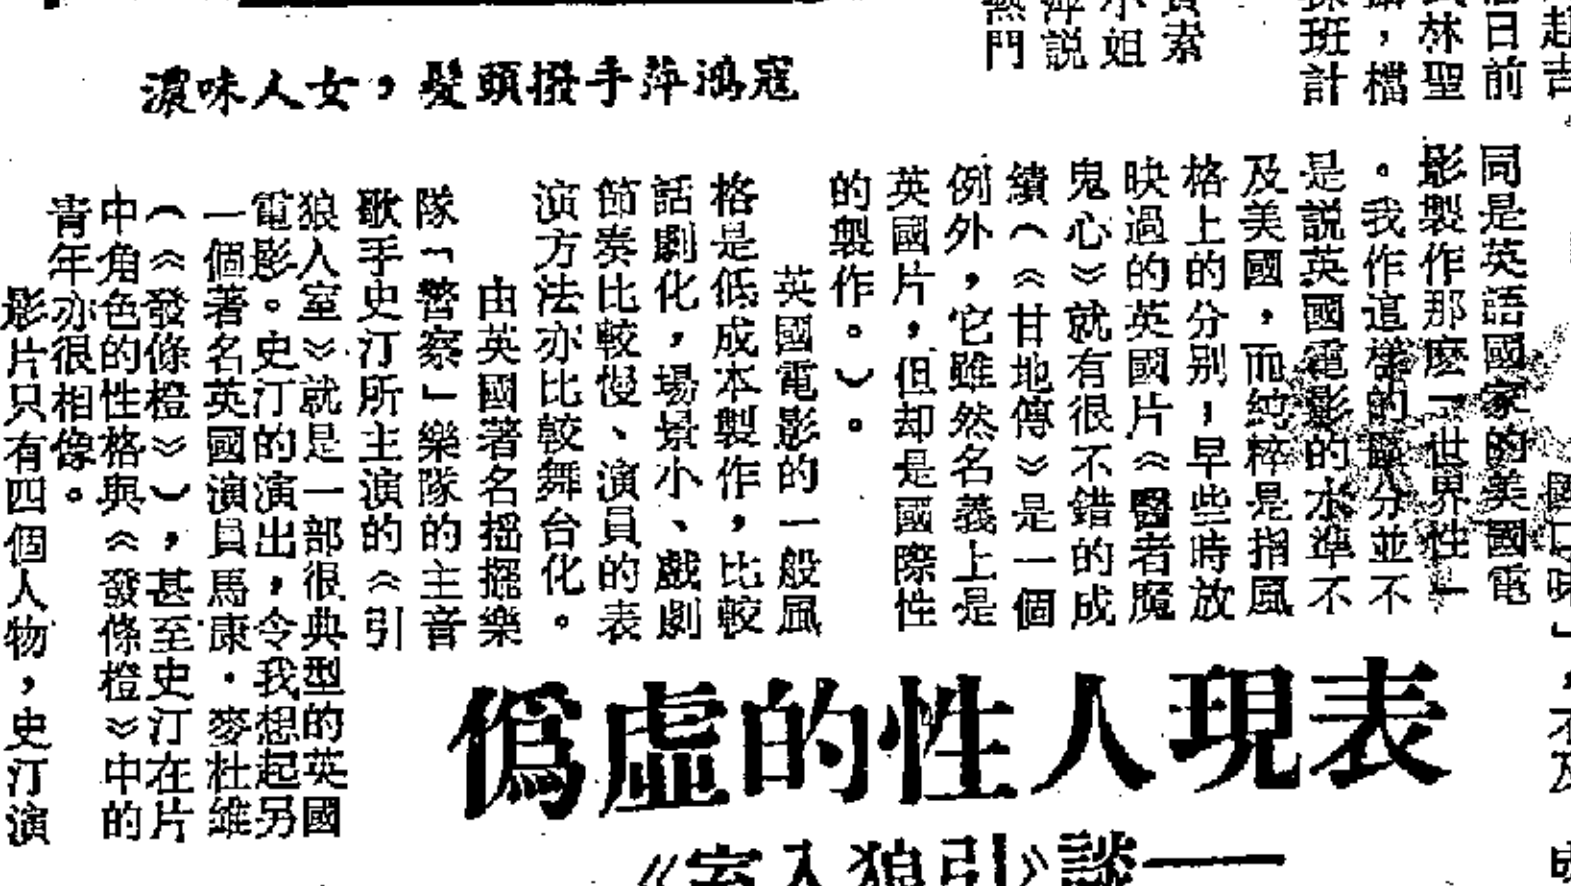 寇鴻萍手撥頭髮，女人味濃
表現人性的虛偽
——談《引狼入室》
同是英語國家的美國電
影製作那麽「世界性」
。我作這樣的區分並不
是説英國電影的水準不
及美國，而純粹是指風
格上的分别，早些時放
映過的英國片《醫者魔
鬼心》就有很不錯的成
績（《甘地傳》是一個
例外，它雖然名義上是
英國片，但却是國際性
的製作。）。
英國電影的一般風
格是低成本製作，比較
話劇化，場景小、戲劇
節奏比較慢、演員的表
演方法亦比較舞台化。
由英國著名摇擺樂
隊「警察」樂隊的主音
歌手史汀所主演的《引
狼人室》就是一部很典型的英國
電影。史汀的演出，令我想起另
一個著名英國演員馬康·麥杜維
（《發條橙》），甚至史汀在片
中角色的性格與《發條橙》中的
青年亦很相像。
影片只有四個人物，史汀演